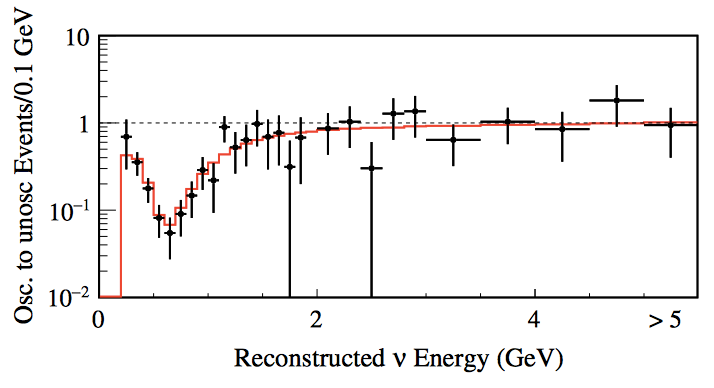 Osc. to unosc Events/0.1 GeV
10
1
10⁻¹
10⁻²
0 2 4 > 5
Reconstructed ν Energy (GeV)